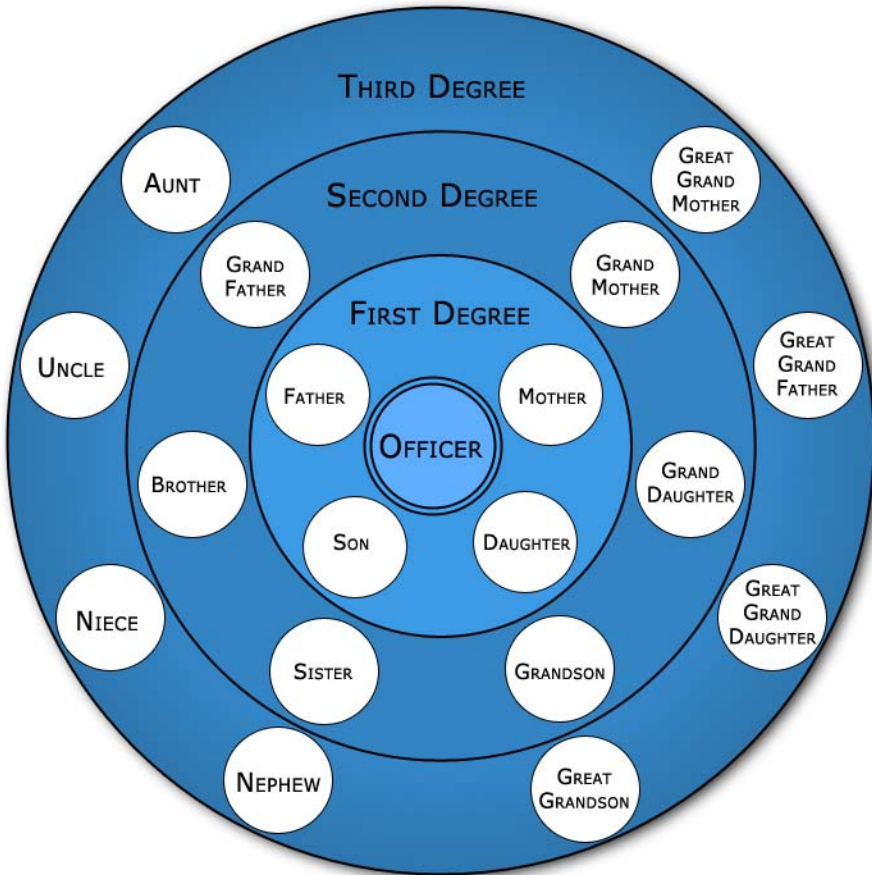 THIRD DEGREE
AUNT
GREAT
GRAND
MOTHER
SECOND DEGREE
GRAND
FATHER
GRAND
MOTHER
FIRST DEGREE
UNCLE
GREAT
GRAND
FATHER
FATHER
MOTHER
OFFICER
BROTHER
GRAND
DAUGHTER
SON
DAUGHTER
NIECE
GREAT
GRAND
DAUGHTER
SISTER
GRANDSON
NEPHEW
GREAT
GRANDSON